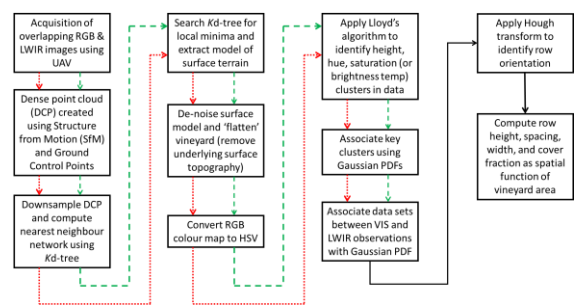 Acquisition of
overlapping RGB &
LWIR images using
UAV
Dense point cloud
(DCP) created
using Structure
from Motion (SfM)
and Ground
Control Points
Downsample DCP
and compute
nearest neighbour
network using
Kd-tree
Search Kd-tree for
local minima and
extract model of
surface terrain
De-noise surface
model and ‘flatten’
vineyard (remove
underlying surface
topography)
Convert RGB
colour map to HSV
Apply Lloyd’s
algorithm to
identify height,
hue, saturation (or
brightness temp)
clusters in data
Associate key
clusters using
Gaussian PDFs
Associate data sets
between VIS and
LWIR observations
with Gaussian PDF
Apply Hough
transform to
identify row
orientation
Compute row
height, spacing,
width, and cover
fraction as spatial
function of
vineyard area